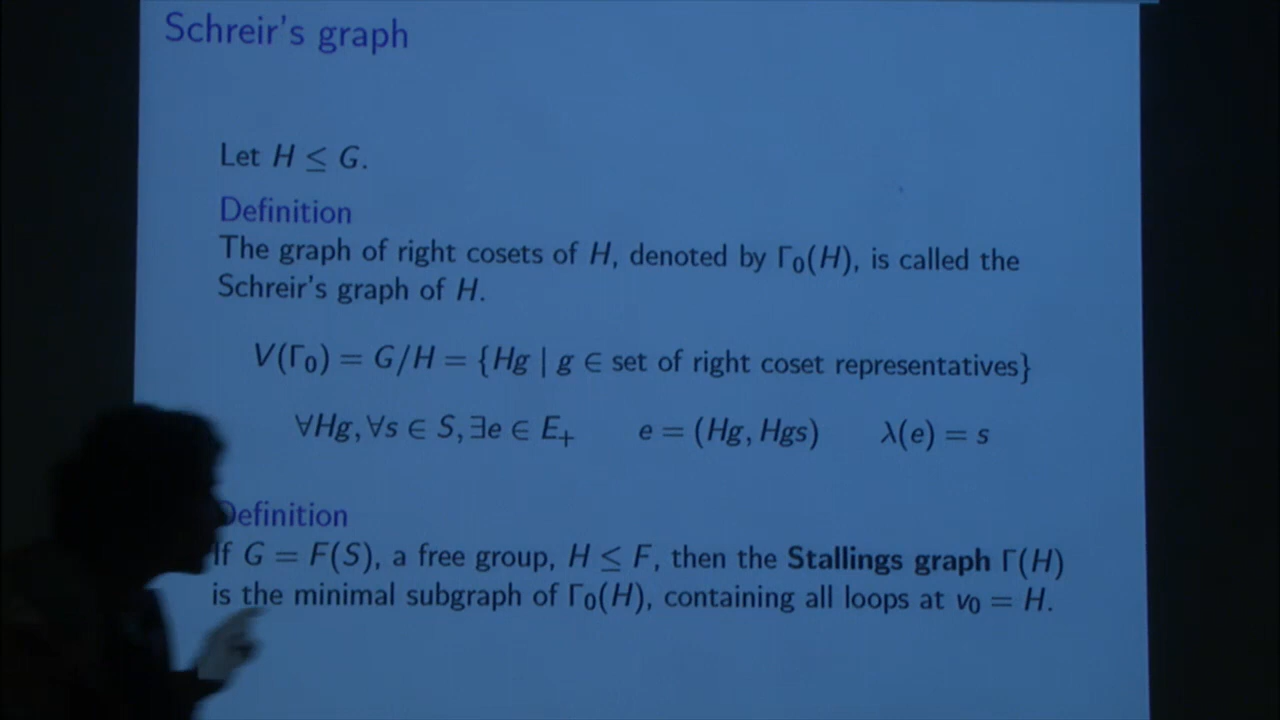 Schreir's graph
Let H ≤ G.
Definition
The graph of right cosets of H, denoted by Γ₀(H), is called the
Schreir's graph of H.
V(Γ₀) = G/H = {Hg | g ∈ set of right coset representatives}
∀Hg, ∀s ∈ S, ∃e ∈ E₊ e = (Hg, Hgs) λ(e) = s
Definition
If G = F(S), a free group, H ≤ F, then the Stallings graph Γ(H)
is the minimal subgraph of Γ₀(H), containing all loops at v₀ = H.